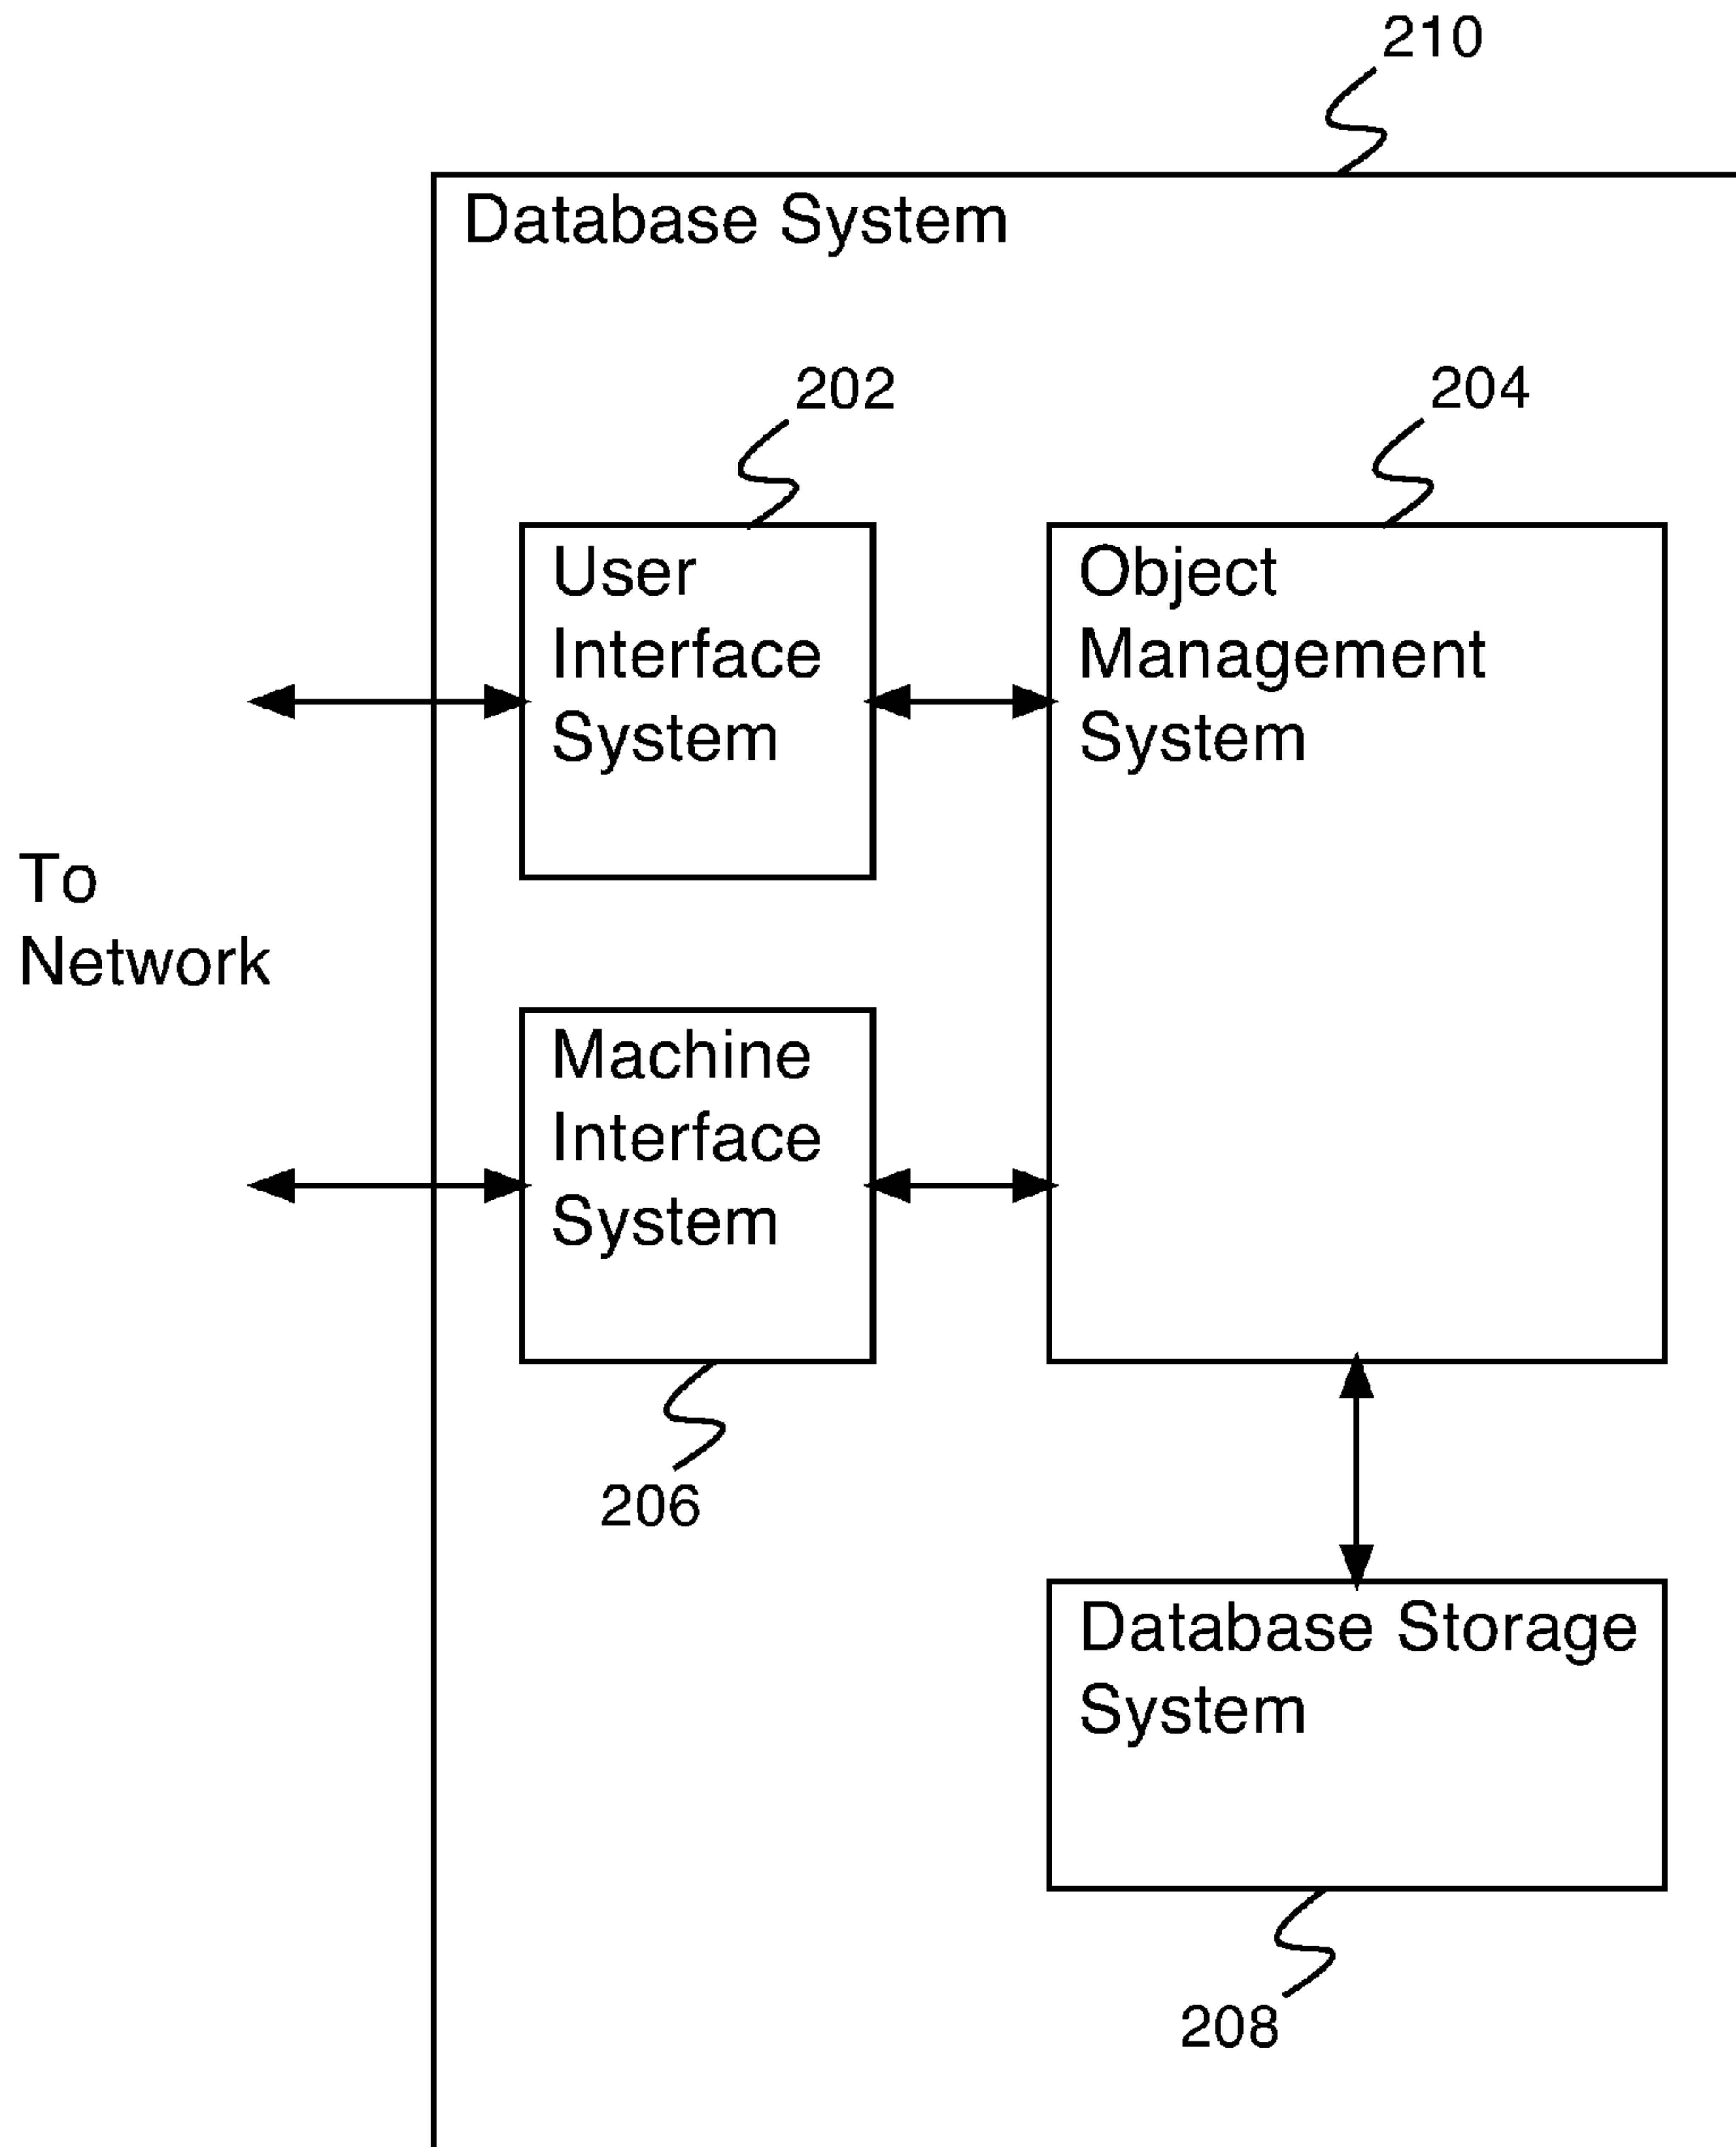 210
Database System
202
204
User
Interface
System
Object
Management
System
To
Network
Machine
Interface
System
206
Database Storage
System
208